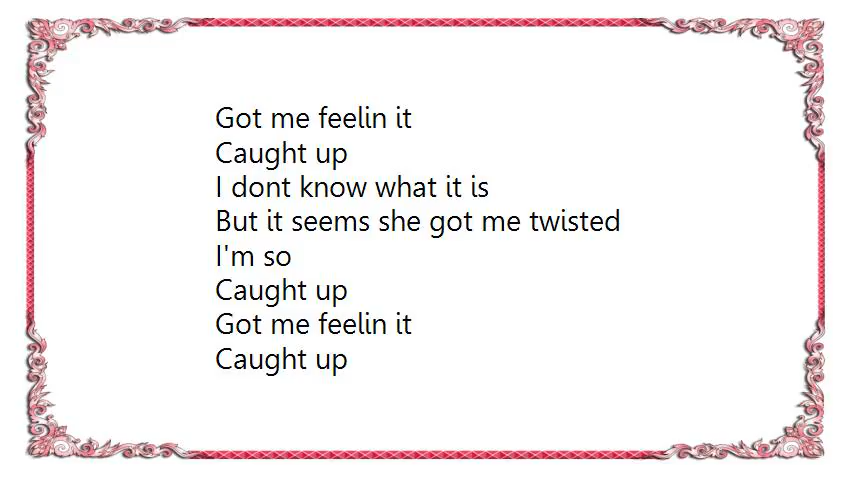 Got me feelin it
Caught up
I dont know what it is
But it seems she got me twisted
I'm so
Caught up
Got me feelin it
Caught up